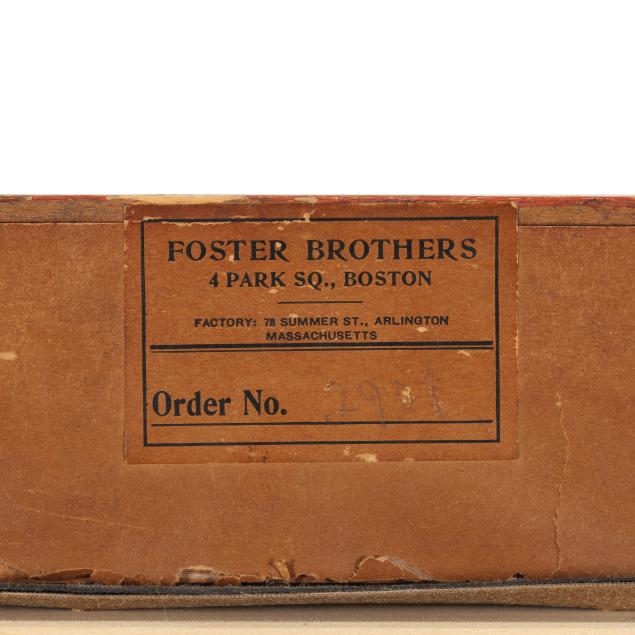 FOSTER BROTHERS
4 PARK SQ., BOSTON
FACTORY: 78 SUMMER ST., ARLINGTON
MASSACHUSETTS
Order No.